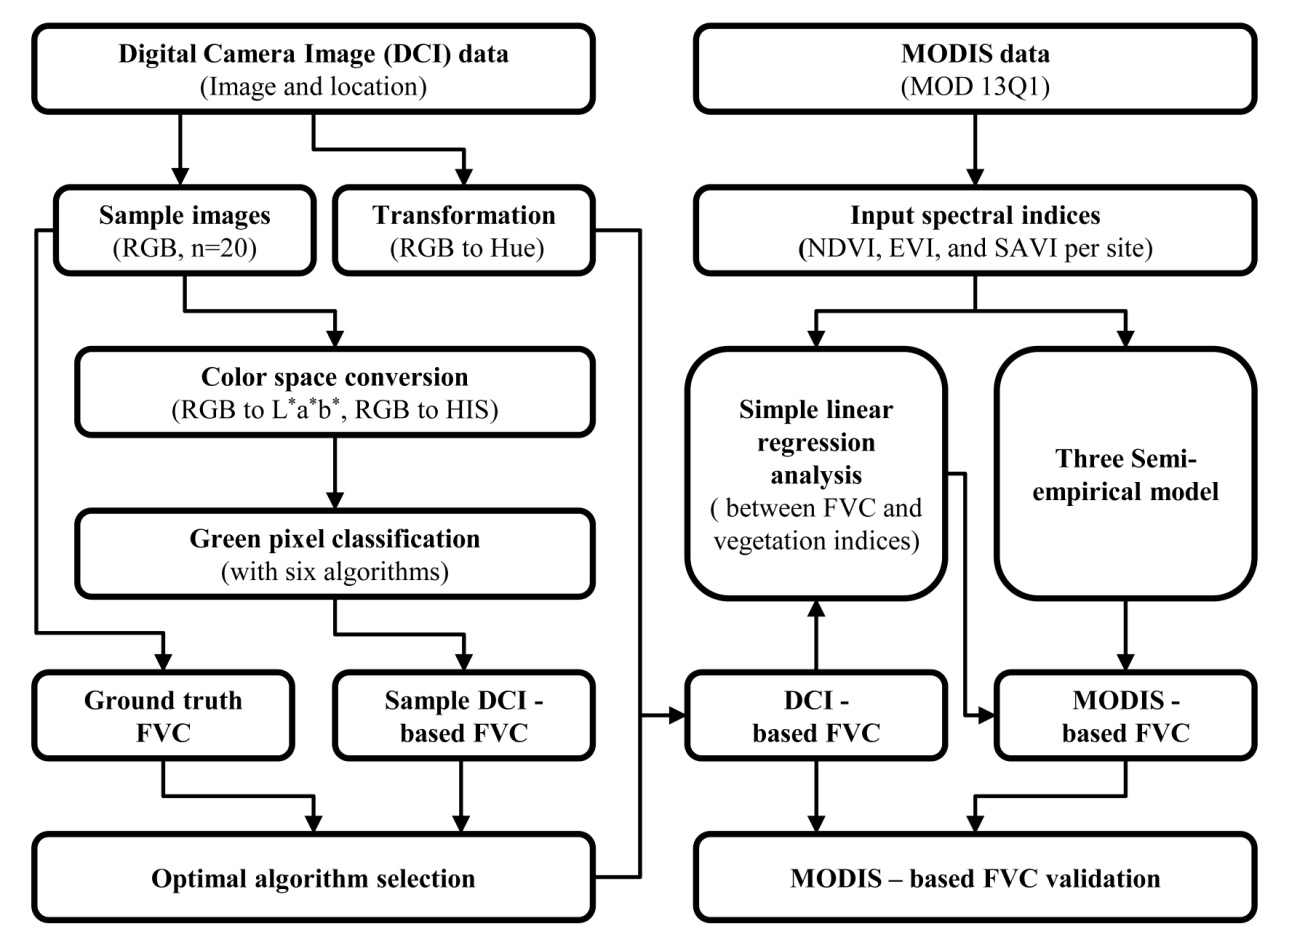 Digital Camera Image (DCI) data
(Image and location)
MODIS data
(MOD 13Q1)
Sample images
(RGB, n=20)
Transformation
(RGB to Hue)
Input spectral indices
(NDVI, EVI, and SAVI per site)
Color space conversion
(RGB to L*a*b*, RGB to HIS)
Simple linear
regression
analysis
( between FVC and
vegetation indices)
Three Semi-
empirical model
Green pixel classification
(with six algorithms)
Ground truth
FVC
Sample DCI -
based FVC
DCI -
based FVC
MODIS -
based FVC
Optimal algorithm selection
MODIS – based FVC validation